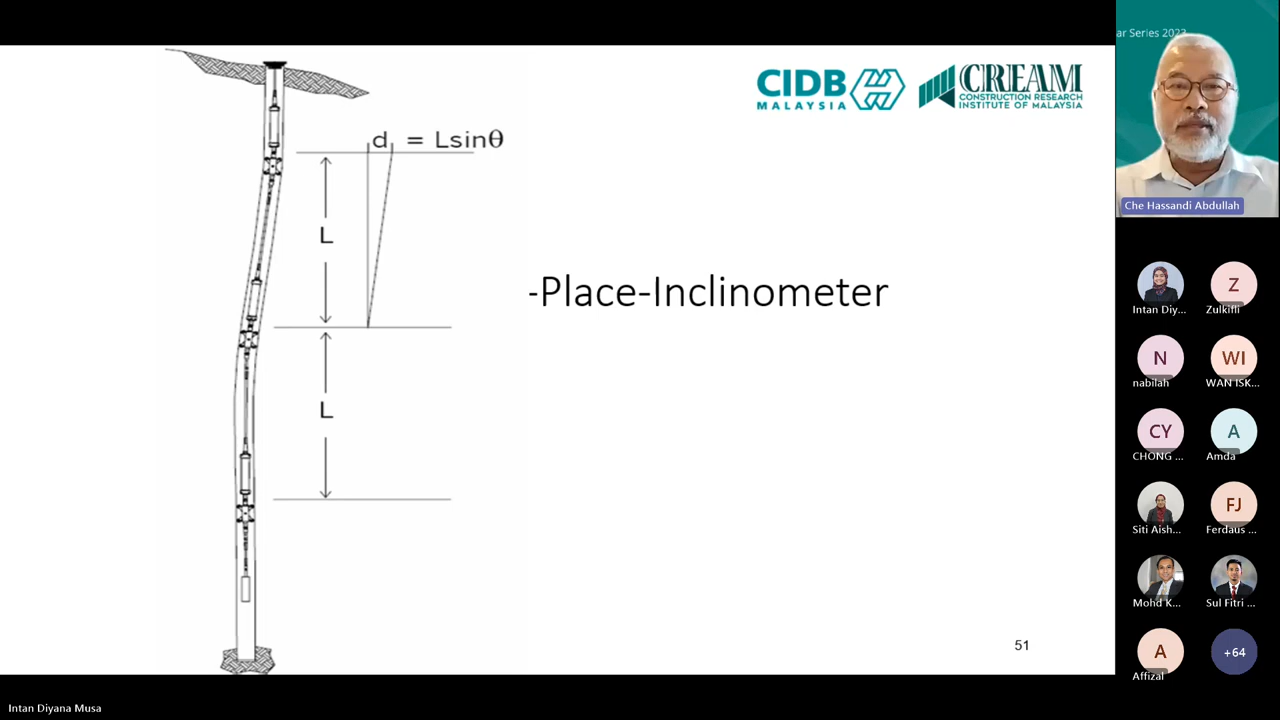 CIDB
MALAYSIA
CREAM
CONSTRUCTION RESEARCH
INSTITUTE OF MALAYSIA
d = Lsinθ
L
-Place-Inclinometer
L
51
ar Series 2023
Che Hassandi Abdullah
Intan Diy...
Z
Zulkifli
N
nabilah
WI
WAN ISK...
CY
CHONG ...
A
Amda
Siti Aish...
FJ
Ferdaus ...
Mohd K...
Sul Fitri ...
A
Affizal
+64
Intan Diyana Musa